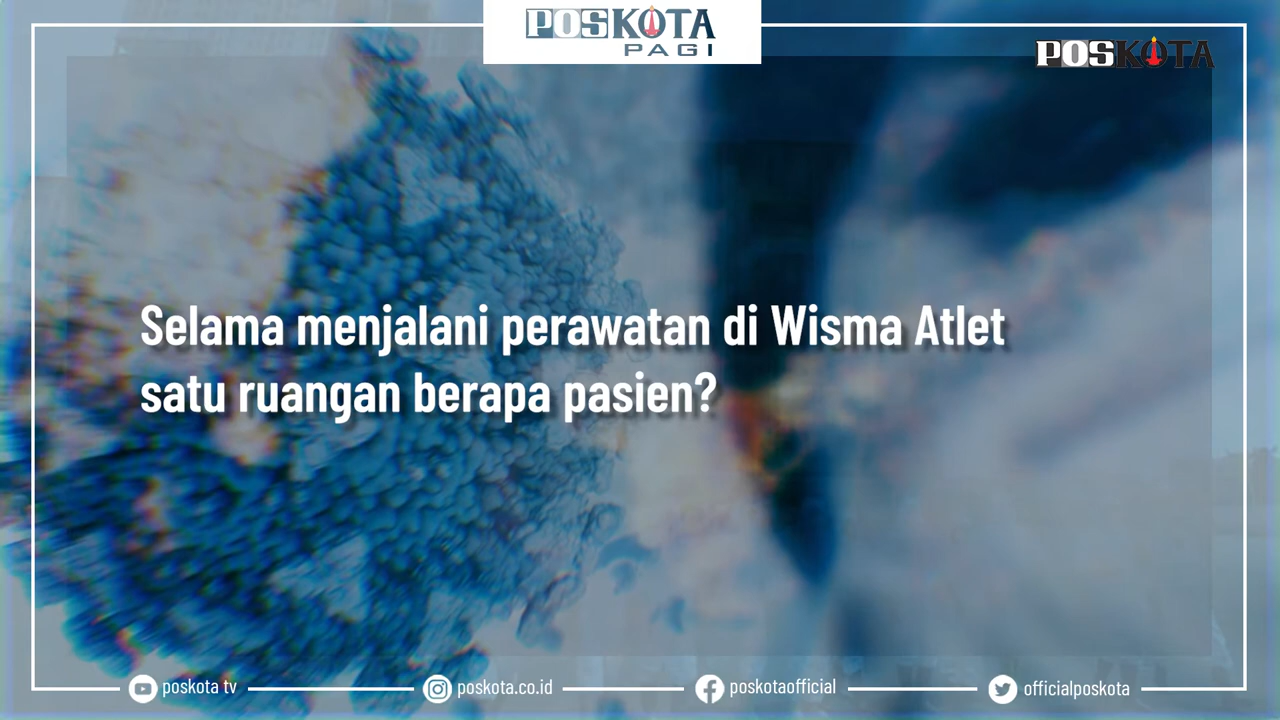 POSKOTA
PAGI
POSKOTA
Selama menjalani perawatan di Wisma Atlet
satu ruangan berapa pasien?
poskota tv
poskota.co.id
poskotaofficial
officialposkota